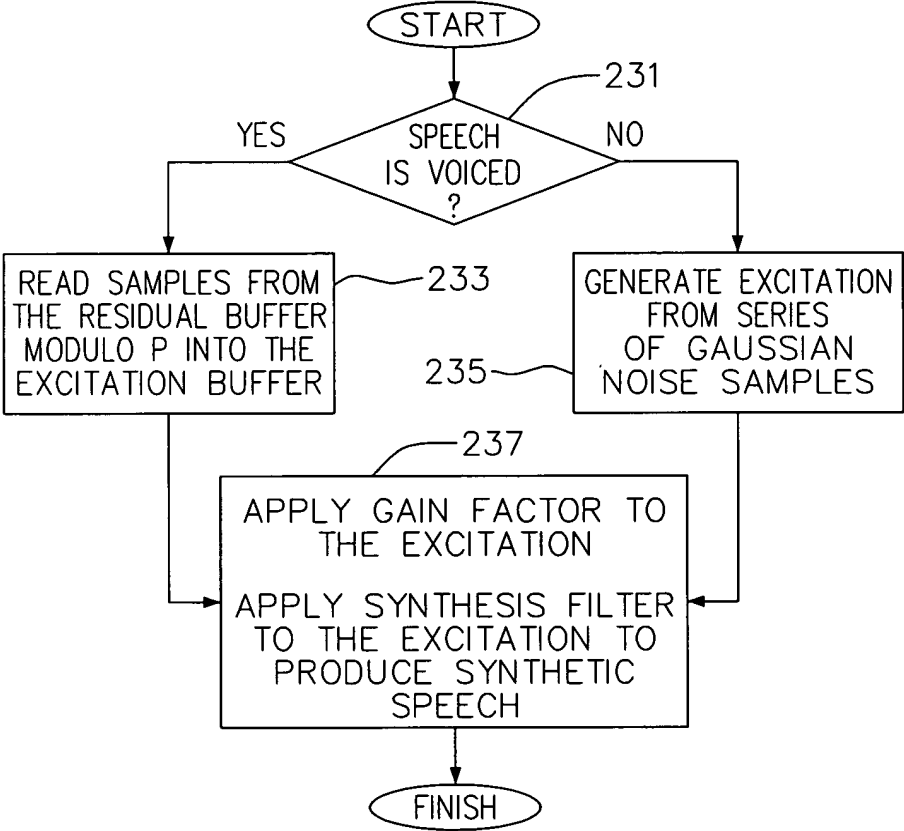 START
231
YES
NO
SPEECH
IS VOICED
?
READ SAMPLES FROM
THE RESIDUAL BUFFER
MODULO P INTO THE
EXCITATION BUFFER
233
GENERATE EXCITATION
FROM SERIES
OF GAUSSIAN
NOISE SAMPLES
235
237
APPLY GAIN FACTOR TO
THE EXCITATION
APPLY SYNTHESIS FILTER
TO THE EXCITATION TO
PRODUCE SYNTHETIC
SPEECH
FINISH